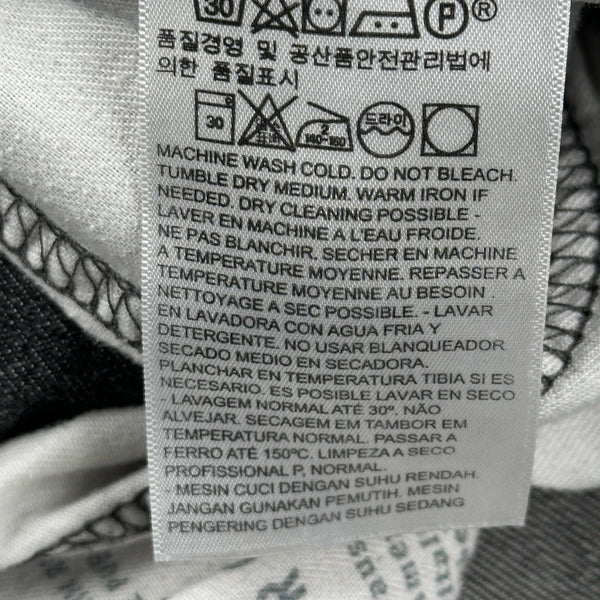 30 P®
품질경영 및 공산품안전관리법에
의한 품질표시
30 2 140-160 드라이
MACHINE WASH COLD. DO NOT BLEACH.
TUMBLE DRY MEDIUM. WARM IRON IF
NEEDED. DRY CLEANING POSSIBLE -
LAVER EN MACHINE A L'EAU FROIDE.
NE PAS BLANCHIR. SECHER EN MACHINE
A TEMPERATURE MOYENNE. REPASSER A
TEMPERATURE MOYENNE AU BESOIN.
NETTOYAGE A SEC POSSIBLE. - LAVAR
EN LAVADORA CON AGUA FRIA Y
DETERGENTE. NO USAR BLANQUEADOR
SECADO MEDIO EN SECADORA.
PLANCHAR EN TEMPERATURA TIBIA SI ES
NECESARIO. ES POSIBLE LAVAR EN SECO
- LAVAGEM NORMAL ATÉ 30º. NÃO
ALVEJAR. SECAGEM EM TAMBOR EM
TEMPERATURA NORMAL. PASSAR A
FERRO ATÉ 150ºC. LIMPEZA A SECO
PROFISSIONAL P, NORMAL.
- MESIN CUCI DENGAN SUHU RENDAH.
JANGAN GUNAKAN PEMUTIH. MESIN
PENGERING DENGAN SUHU SEDANG